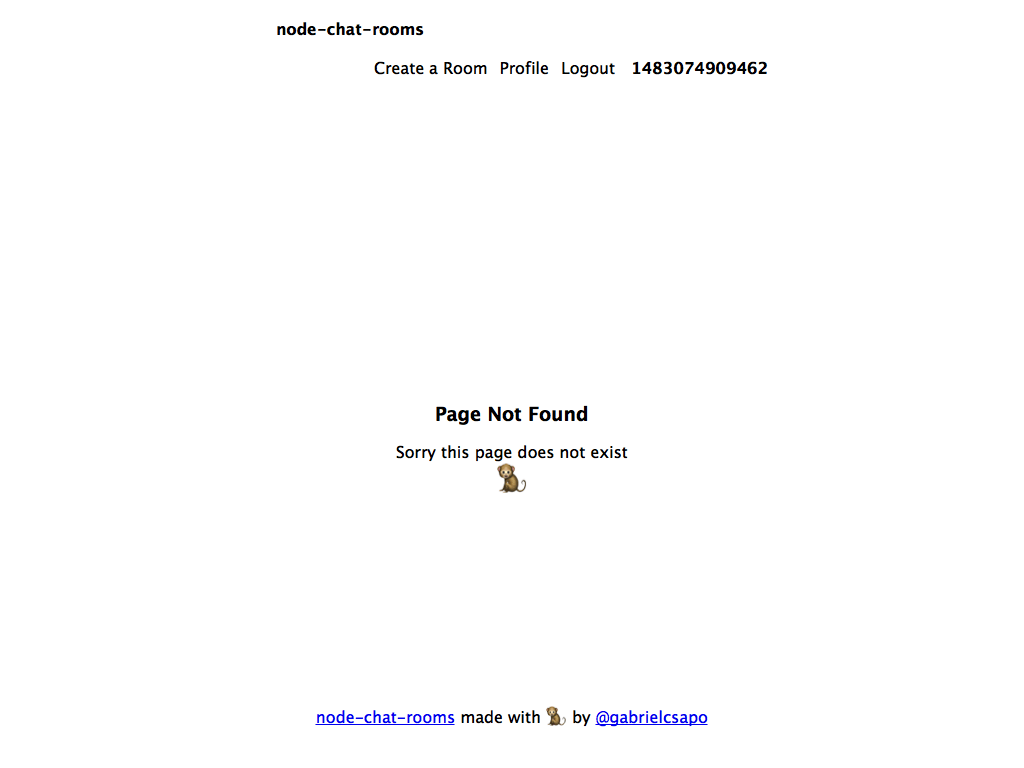 node-chat-rooms
Create a Room Profile Logout 1483074909462
Page Not Found
Sorry this page does not exist
🐒
node-chat-rooms made with 🐒 by @gabrielcsapo